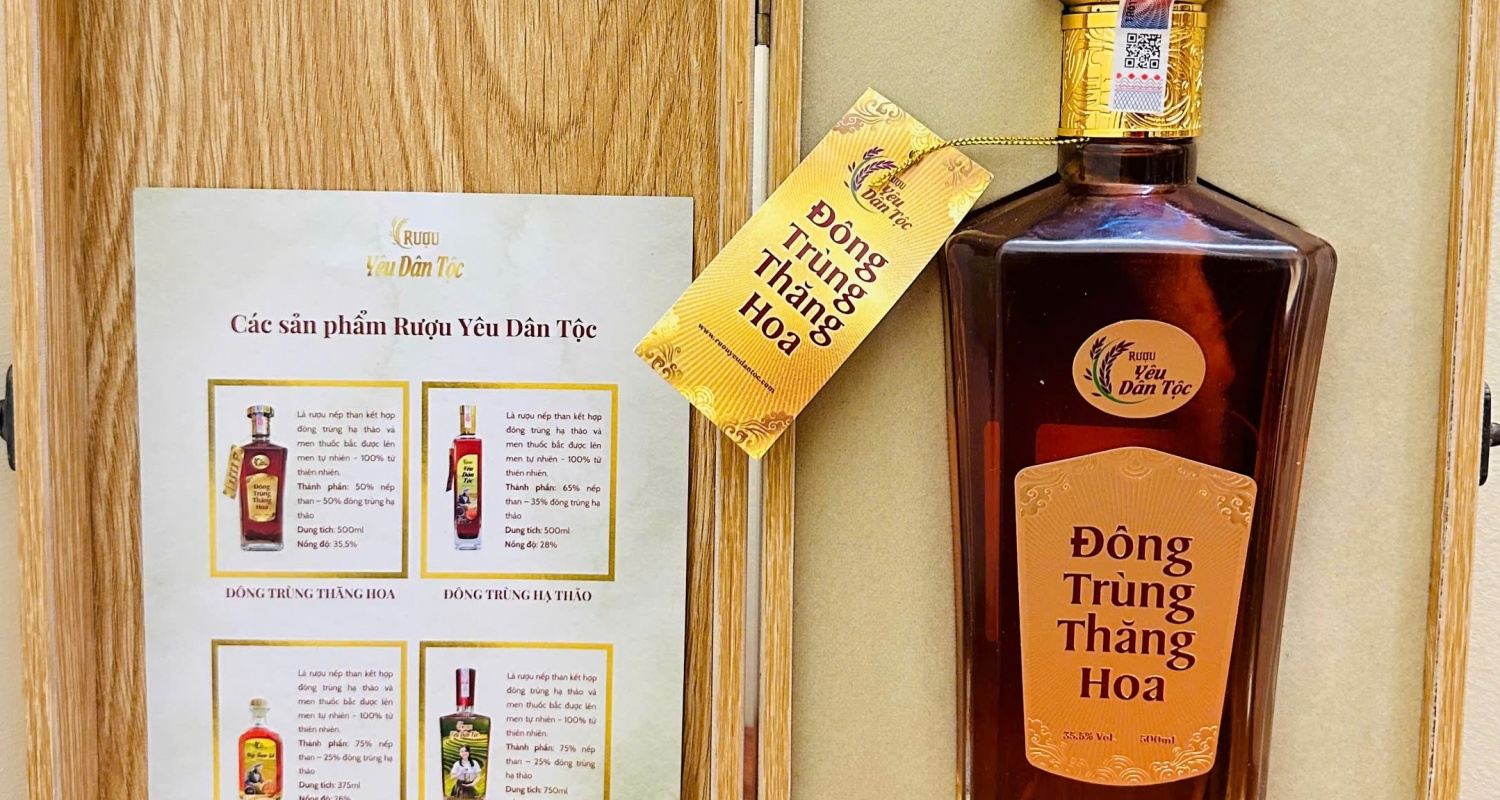 RƯỢU
Yêu Dân Tộc
Các sản phẩm Rượu Yêu Dân Tộc
Là rượu nếp than kết hợp
đông trùng hạ thảo và
men thuốc bắc được lên
men tự nhiên - 100% từ
thiên nhiên.
Thành phần: 50% nếp
than – 50% đông trùng hạ
thảo
Dung tích: 500ml
Nồng độ: 35,5%
ĐÔNG TRÙNG THĂNG HOA
Là rượu nếp than kết hợp
đông trùng hạ thảo và
men thuốc bắc được lên
men tự nhiên - 100% từ
thiên nhiên.
Thành phần: 65% nếp
than – 35% đông trùng hạ
thảo
Dung tích: 500ml
Nồng độ: 28%
ĐÔNG TRÙNG HẠ THẢO
Là rượu nếp than kết hợp
đông trùng hạ thảo và
men thuốc bắc được lên
men tự nhiên - 100% từ
thiên nhiên.
Thành phần: 75% nếp
than – 25% đông trùng hạ
thảo
Dung tích: 375ml
Nồng độ: 28%
Là rượu nếp than kết hợp
đông trùng hạ thảo và
men thuốc bắc được lên
men tự nhiên - 100% từ
thiên nhiên.
Thành phần: 75% nếp
than – 25% đông trùng
hạ thảo
Dung tích: 750ml
Rượu
Yêu
Dân Tộc
Đông
Trùng
Thăng
Hoa
www.ruouyeudantoc.com
Rượu
Yêu
Dân Tộc
Đông
Trùng
Thăng
Hoa
35.5% Vol 500ml